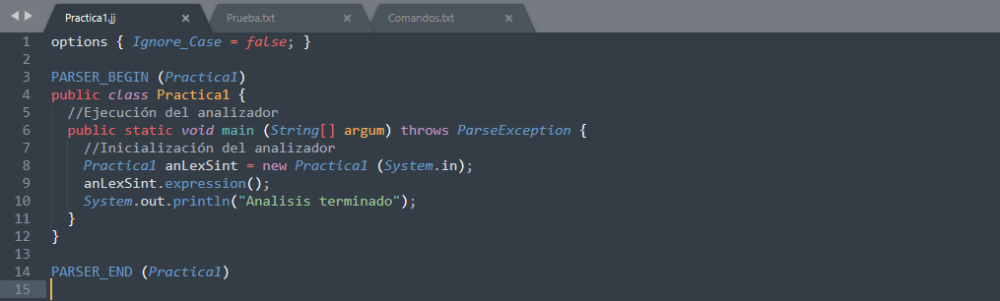 Practica1.jj × Prueba.txt × Comandos.txt ×
1 options { Ignore_Case = false; }
2
3 PARSER_BEGIN (Practica1)
4 public class Practica1 {
5 //Ejecución del analizador
6 public static void main (String[] argum) throws ParseException {
7 //Inicialización del analizador
8 Practica1 anLexSint = new Practica1 (System.in);
9 anLexSint.expression();
10 System.out.println("Analisis terminado");
11 }
12 }
13
14 PARSER_END (Practica1)
15